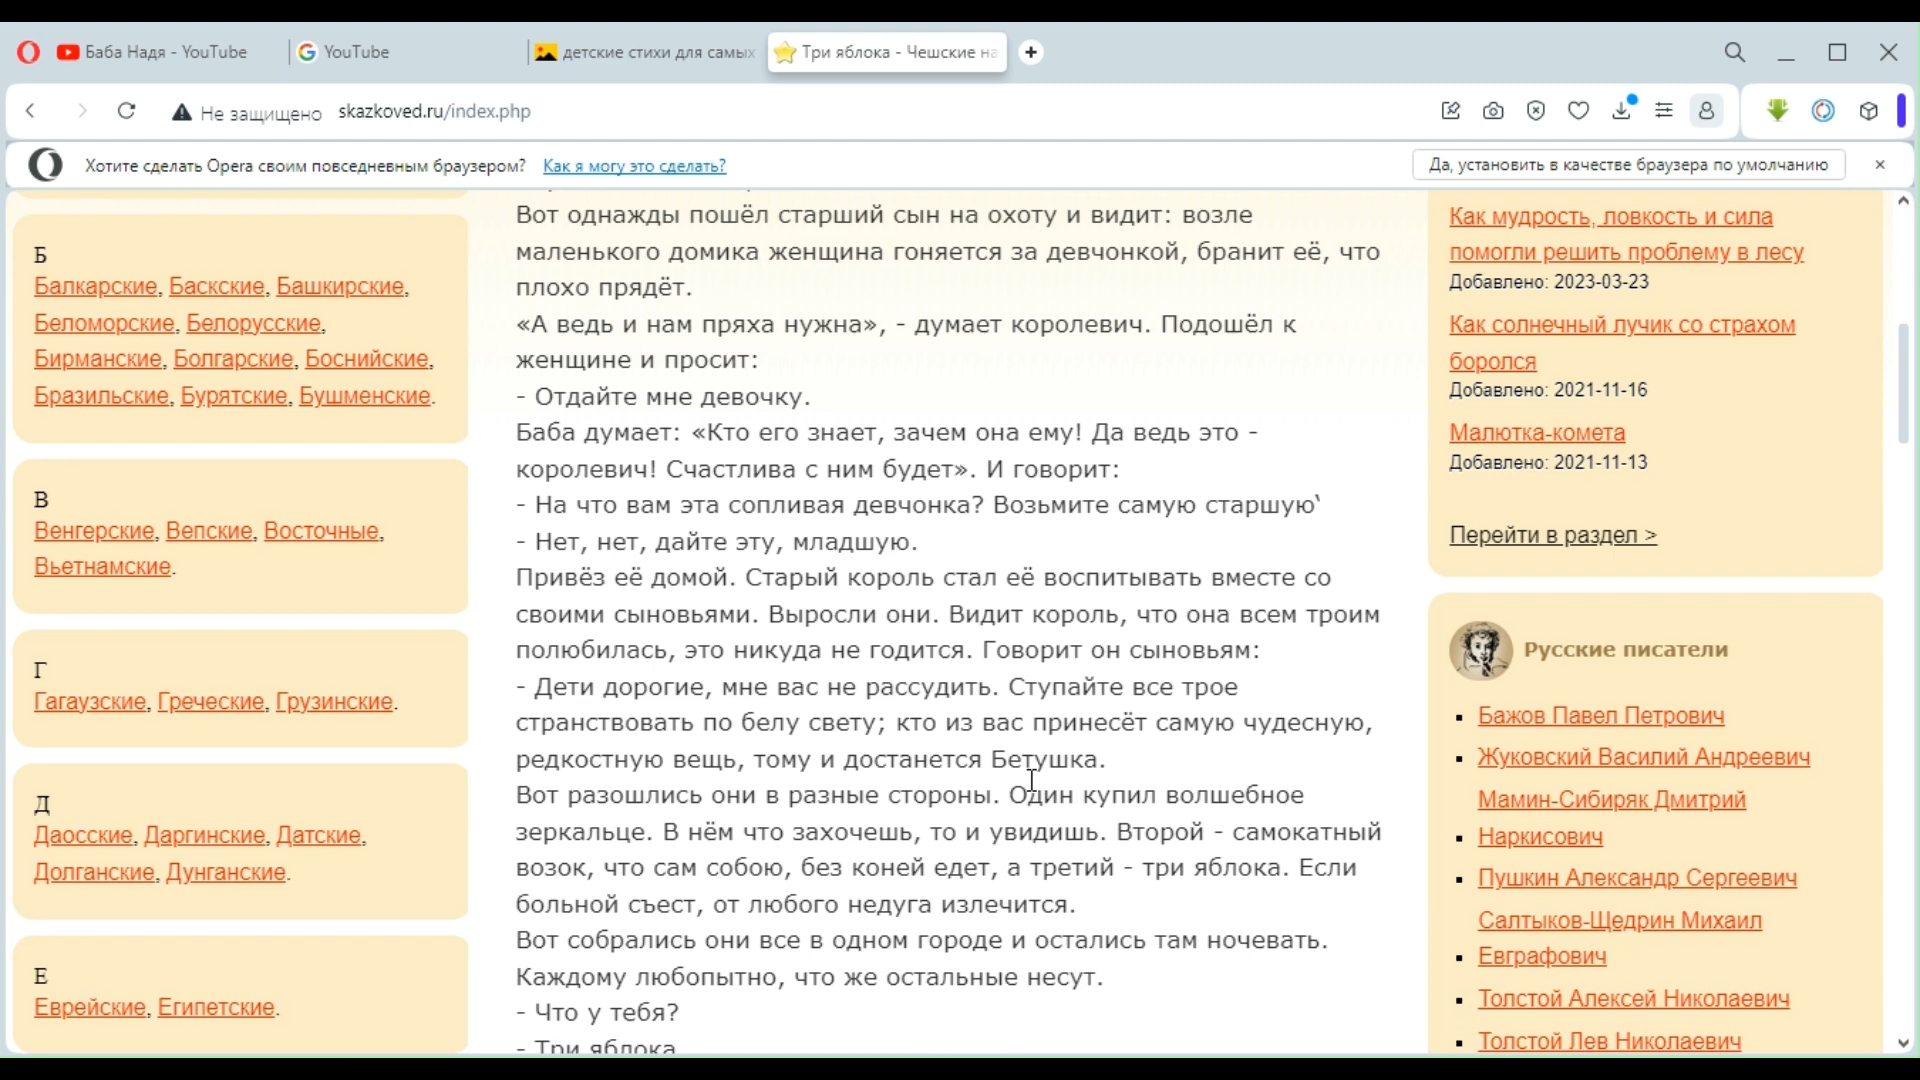 Баба Надя - YouTube
YouTube
детские стихи для самых
Три яблока - Чешские на
Не защищено
skazkoved.ru/index.php
Хотите сделать Opera своим повседневным браузером?
Как я могу это сделать?
Да, установить в качестве браузера по умолчанию
Б
Балкарские, Баскские, Башкирские,
Беломорские, Белорусские,
Бирманские, Болгарские, Боснийские,
Бразильские, Бурятские, Бушменские.
В
Венгерские, Вепские, Восточные,
Вьетнамские.
Г
Гагаузские, Греческие, Грузинские.
Д
Даосские, Даргинские, Датские,
Долганские, Дунганские.
Е
Еврейские, Египетские.
Вот однажды пошёл старший сын на охоту и видит: возле
маленького домика женщина гоняется за девчонкой, бранит её, что
плохо прядёт.
«А ведь и нам пряха нужна», - думает королевич. Подошёл к
женщине и просит:
- Отдайте мне девочку.
Баба думает: «Кто его знает, зачем она ему! Да ведь это -
королевич! Счастлива с ним будет». И говорит:
- На что вам эта сопливая девчонка? Возьмите самую старшую‛
- Нет, нет, дайте эту, младшую.
Привёз её домой. Старый король стал её воспитывать вместе со
своими сыновьями. Выросли они. Видит король, что она всем троим
полюбилась, это никуда не годится. Говорит он сыновьям:
- Дети дорогие, мне вас не рассудить. Ступайте все трое
странствовать по белу свету; кто из вас принесёт самую чудесную,
редкостную вещь, тому и достанется Бетушка.
Вот разошлись они в разные стороны. Один купил волшебное
зеркальце. В нём что захочешь, то и увидишь. Второй - самокатный
возок, что сам собою, без коней едет, а третий - три яблока. Если
больной съест, от любого недуга излечится.
Вот собрались они все в одном городе и остались там ночевать.
Каждому любопытно, что же остальные несут.
- Что у тебя?
- Три яблока
Как мудрость, ловкость и сила
помогли решить проблему в лесу
Добавлено: 2023-03-23
Как солнечный лучик со страхом
боролся
Добавлено: 2021-11-16
Малютка-комета
Добавлено: 2021-11-13
Перейти в раздел >
Русские писатели
Бажов Павел Петрович
Жуковский Василий Андреевич
Мамин-Сибиряк Дмитрий
Наркисович
Пушкин Александр Сергеевич
Салтыков-Щедрин Михаил
Евграфович
Толстой Алексей Николаевич
Толстой Лев Николаевич